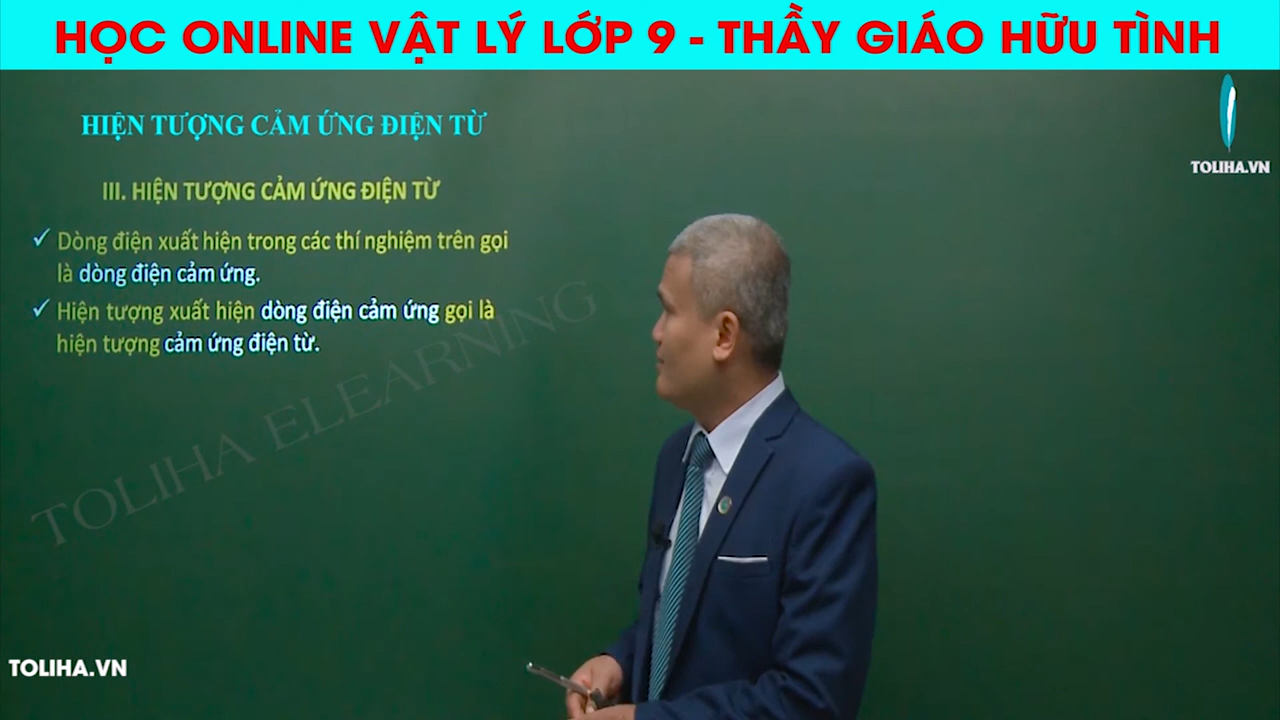 HỌC ONLINE VẬT LÝ LỚP 9 - THẦY GIÁO HỮU TÌNH
TOLIHA.VN
HIỆN TƯỢNG CẢM ỨNG ĐIỆN TỪ
III. HIỆN TƯỢNG CẢM ỨNG ĐIỆN TỪ
Dòng điện xuất hiện trong các thí nghiệm trên gọi
là dòng điện cảm ứng.
Hiện tượng xuất hiện dòng điện cảm ứng gọi là
hiện tượng cảm ứng điện từ.
TOLIHA ELEARNING
TOLIHA.VN